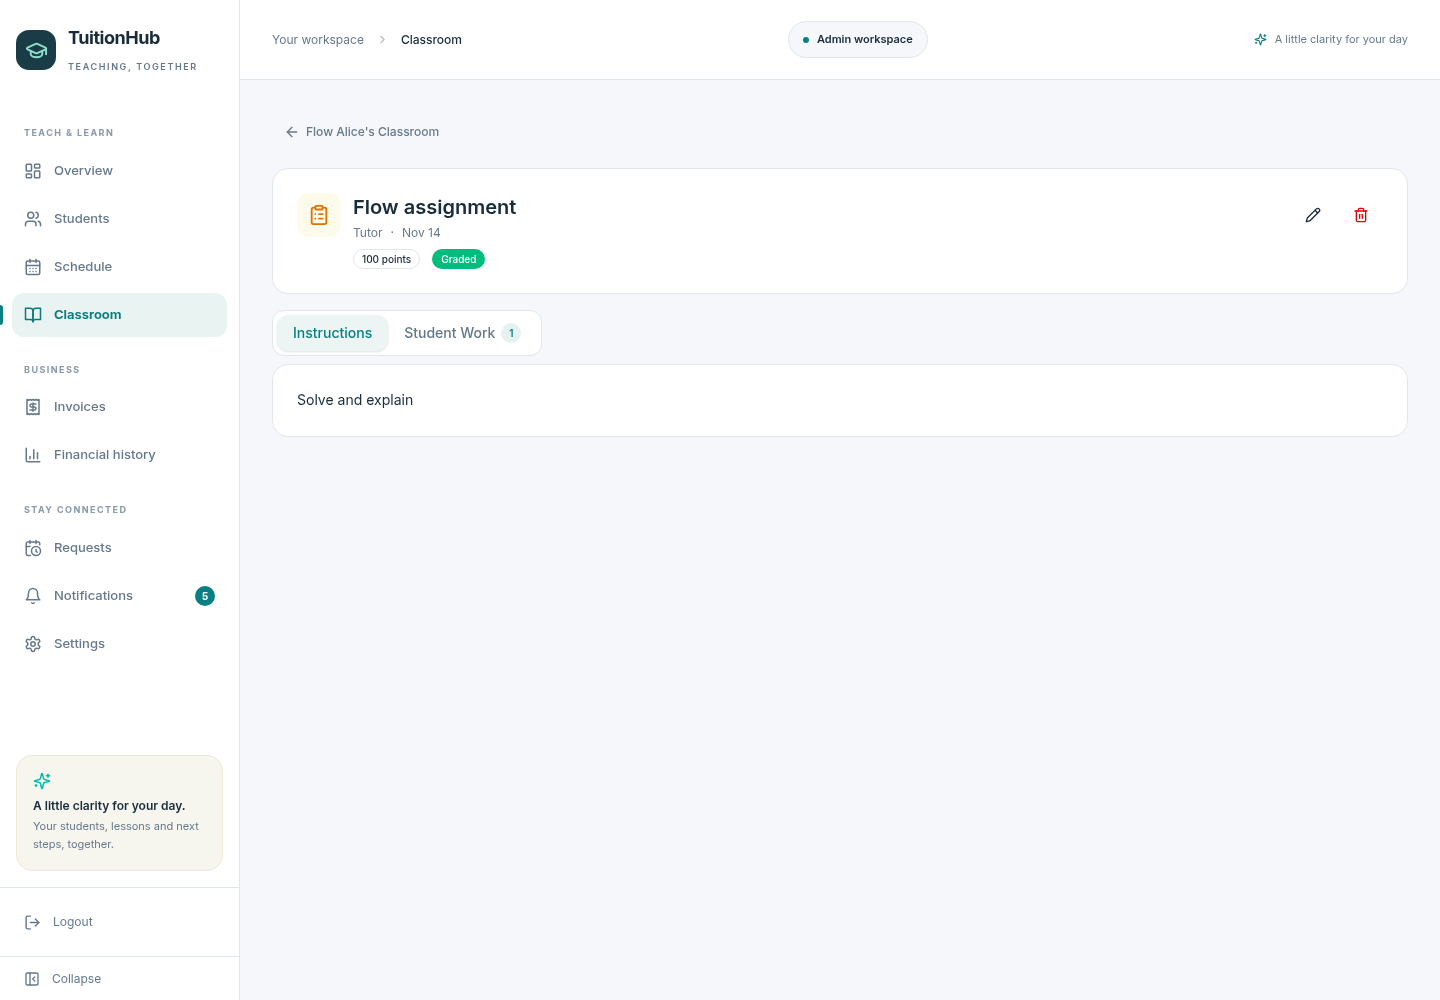 TuitionHub
TEACHING, TOGETHER
TEACH & LEARN
Overview
Students
Schedule
Classroom
BUSINESS
Invoices
Financial history
STAY CONNECTED
Requests
Notifications 5
Settings
A little clarity for your day.
Your students, lessons and next
steps, together.
Logout
Collapse
Your workspace Classroom
Admin workspace
A little clarity for your day
Flow Alice's Classroom
Flow assignment
Tutor · Nov 14
100 points Graded
Instructions Student Work 1
Solve and explain